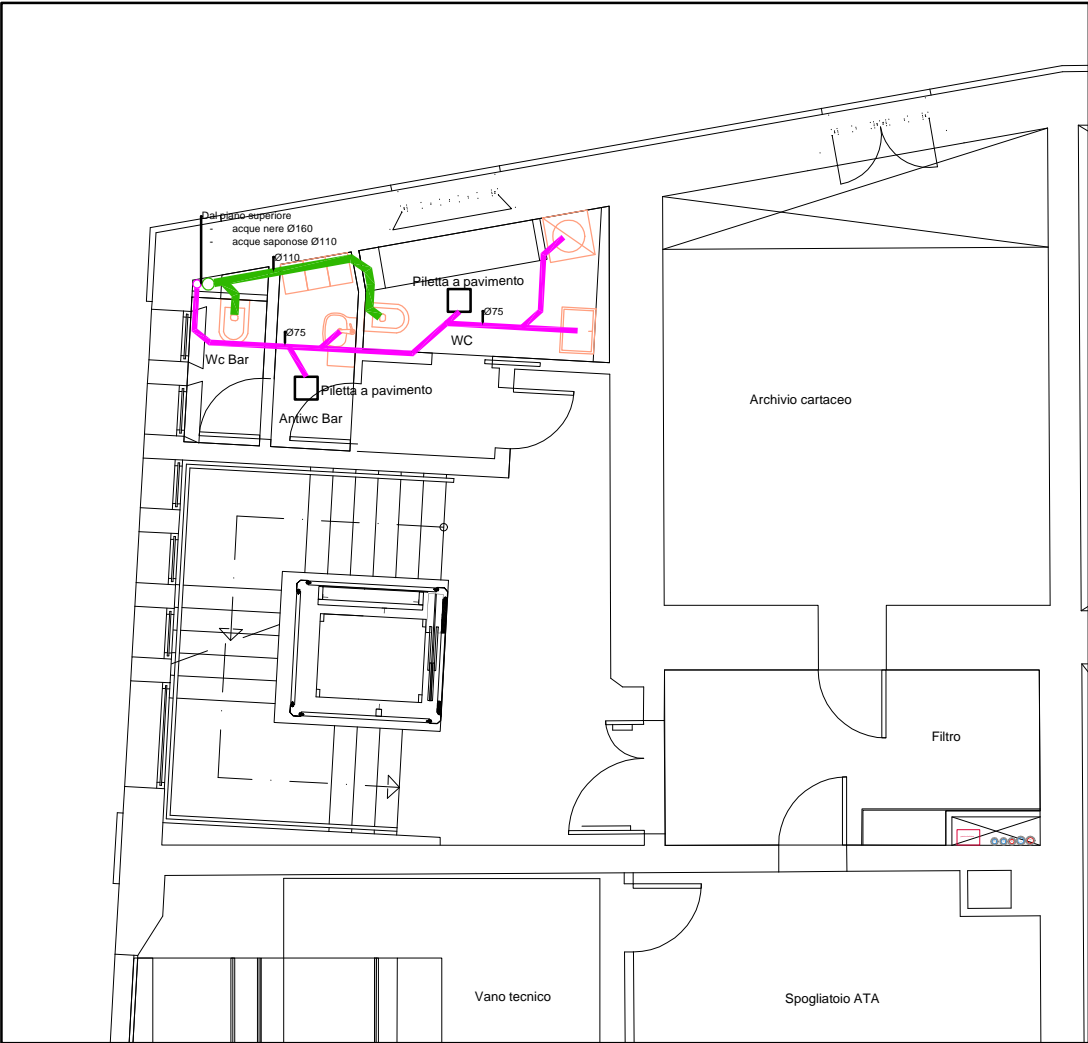 Dal piano superiore
- acque nere Ø160
- acque saponose Ø110
Ø110
Piletta a pavimento
Ø75
Ø75
WC
Wc Bar
Piletta a pavimento
Antiwc Bar
Archivio cartaceo
Filtro
Vano tecnico
Spogliatoio ATA